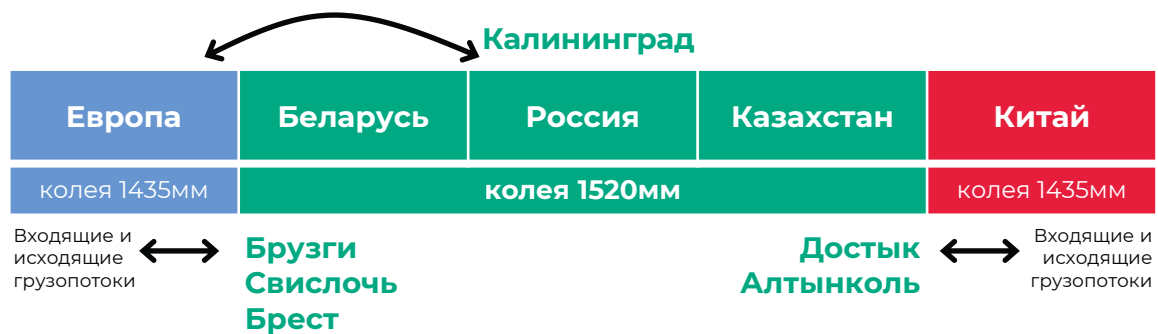 Калининград
Европа
Беларусь
Россия
Казахстан
Китай
колея 1435мм
колея 1520мм
колея 1435мм
Входящие и
исходящие
грузопотоки
Брузги
Свислочь
Брест
Достык
Алтынколь
Входящие и
исходящие
грузопотоки